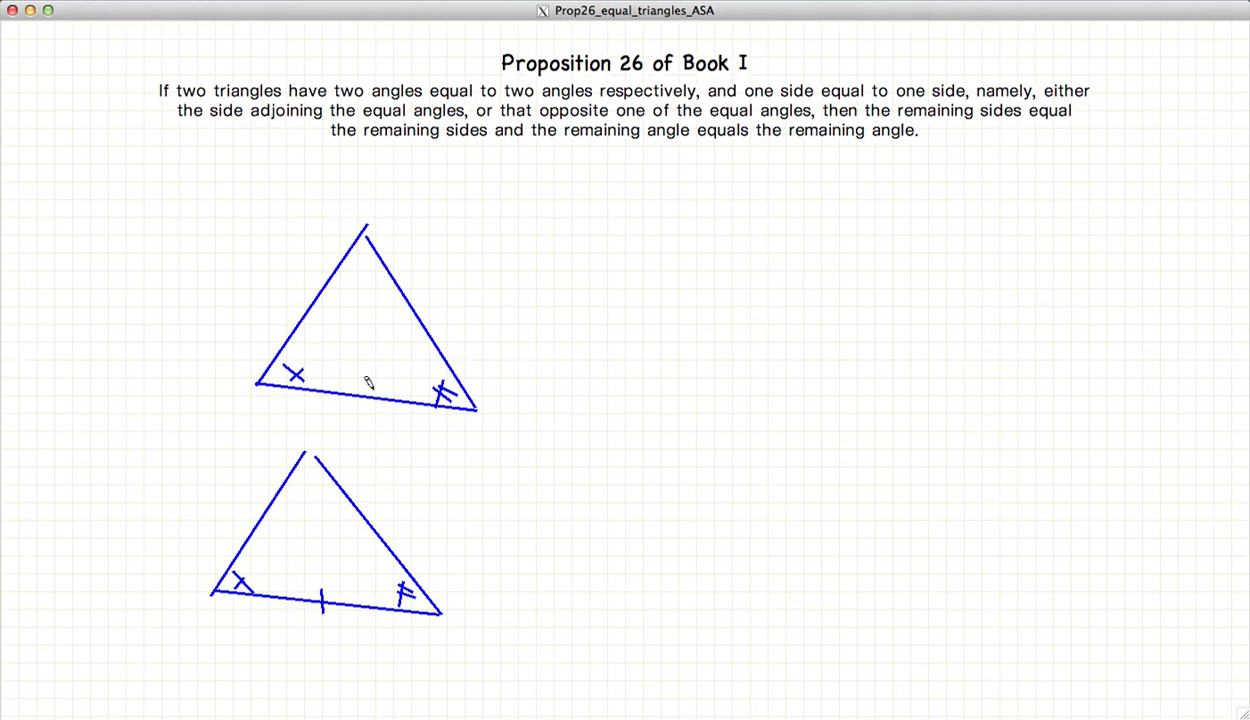 Prop26_equal_triangles_ASA
Proposition 26 of Book I
If two triangles have two angles equal to two angles respectively, and one side equal to one side, namely, either
the side adjoining the equal angles, or that opposite one of the equal angles, then the remaining sides equal
the remaining sides and the remaining angle equals the remaining angle.